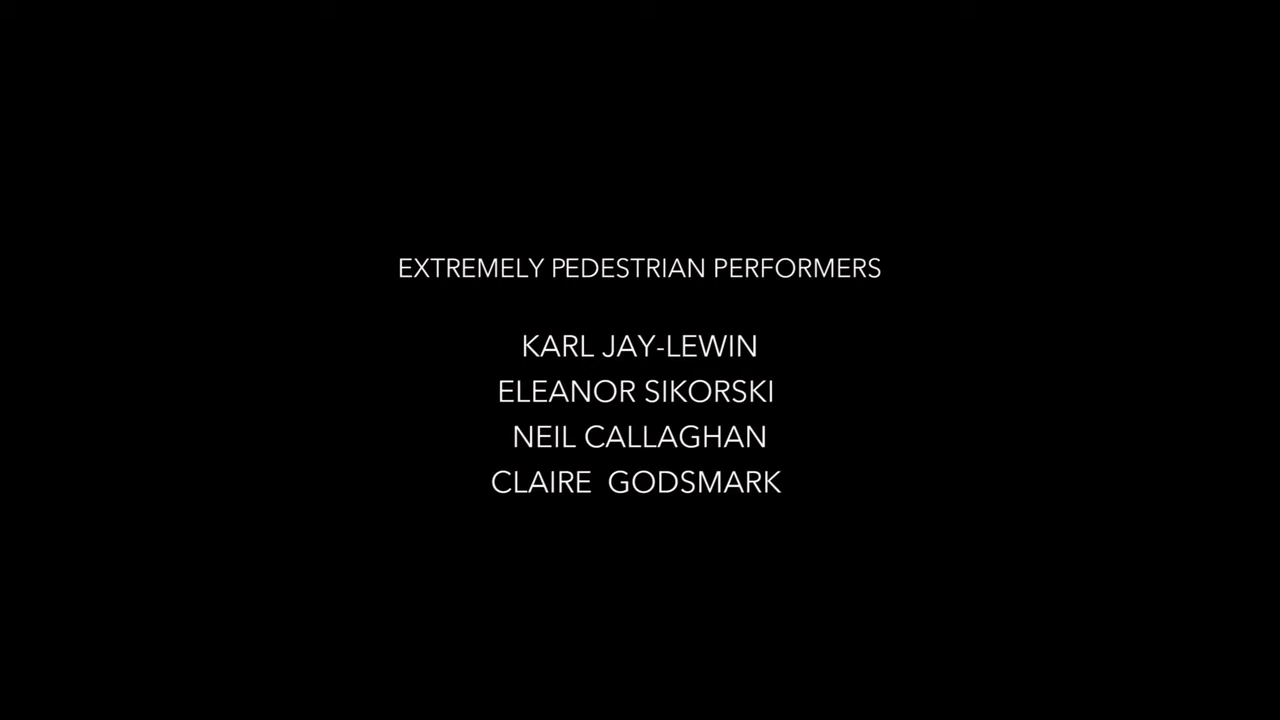 EXTREMELY PEDESTRIAN PERFORMERS
KARL JAY-LEWIN
ELEANOR SIKORSKI
NEIL CALLAGHAN
CLAIRE  GODSMARK